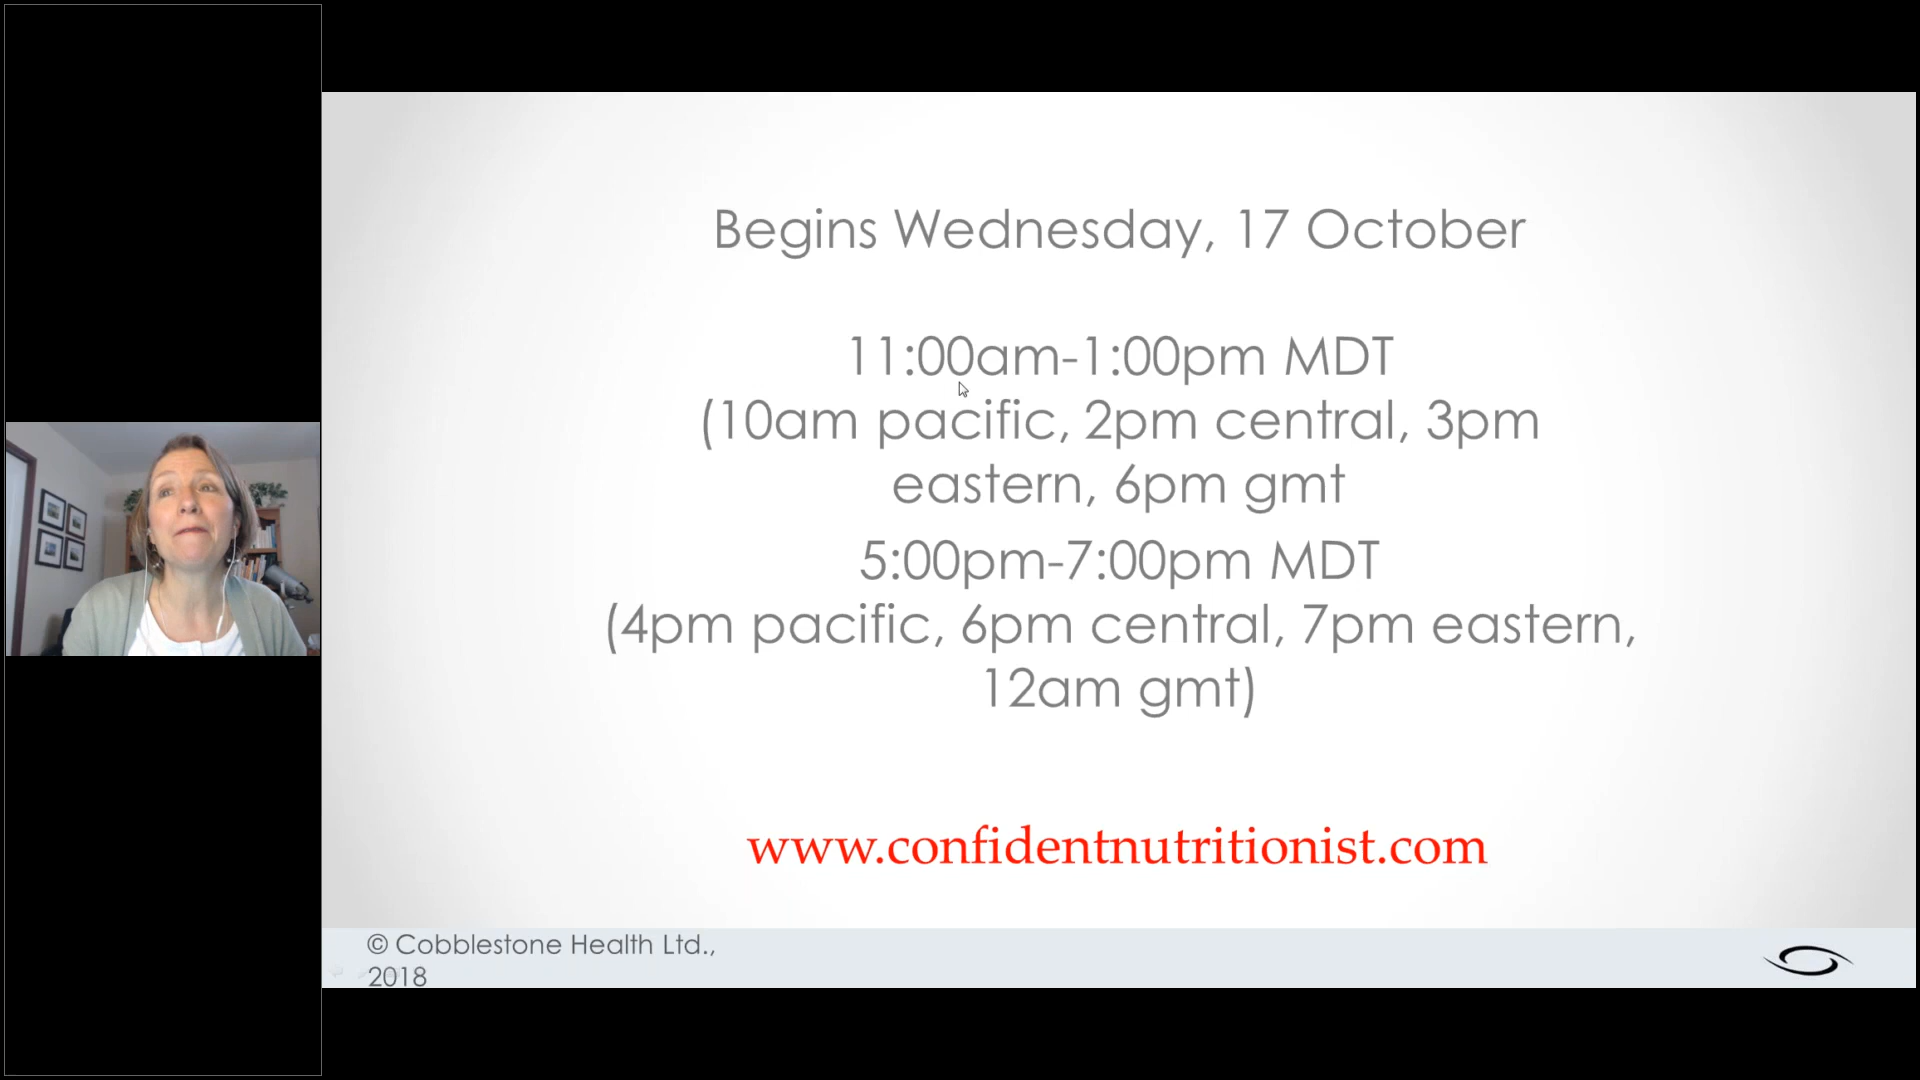 Begins Wednesday, 17 October
11:00am-1:00pm MDT
(10am pacific, 2pm central, 3pm
eastern, 6pm gmt
5:00pm-7:00pm MDT
(4pm pacific, 6pm central, 7pm eastern,
12am gmt)
www.confidentnutritionist.com
© Cobblestone Health Ltd.,
2018